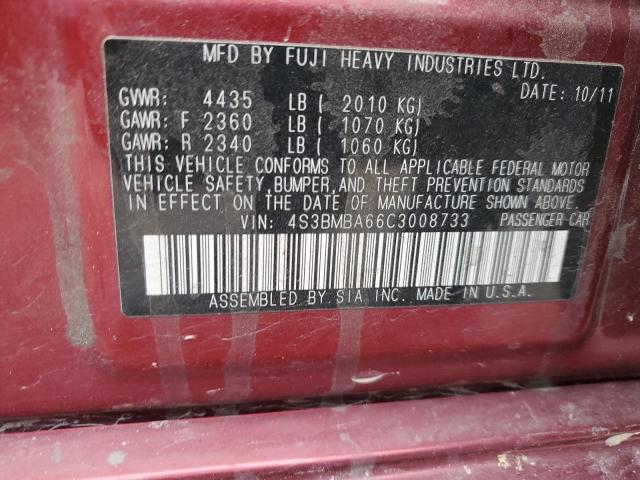 MFD BY FUJI HEAVY INDUSTRIES LTD.
DATE: 10/11
GVWR: 4435 LB ( 2010 KG)
GAWR: F 2360 LB ( 1070 KG)
GAWR: R 2340 LB ( 1060 KG)
THIS VEHICLE CONFORMS TO ALL APPLICABLE FEDERAL MOTOR
VEHICLE SAFETY, BUMPER, AND THEFT PREVENTION STANDARDS
IN EFFECT ON THE DATE OF MANUFACTURE SHOWN ABOVE.
VIN: 4S3BMBA66C3008733 PASSENGER CAR
ASSEMBLED BY SIA INC. MADE IN U.S.A.